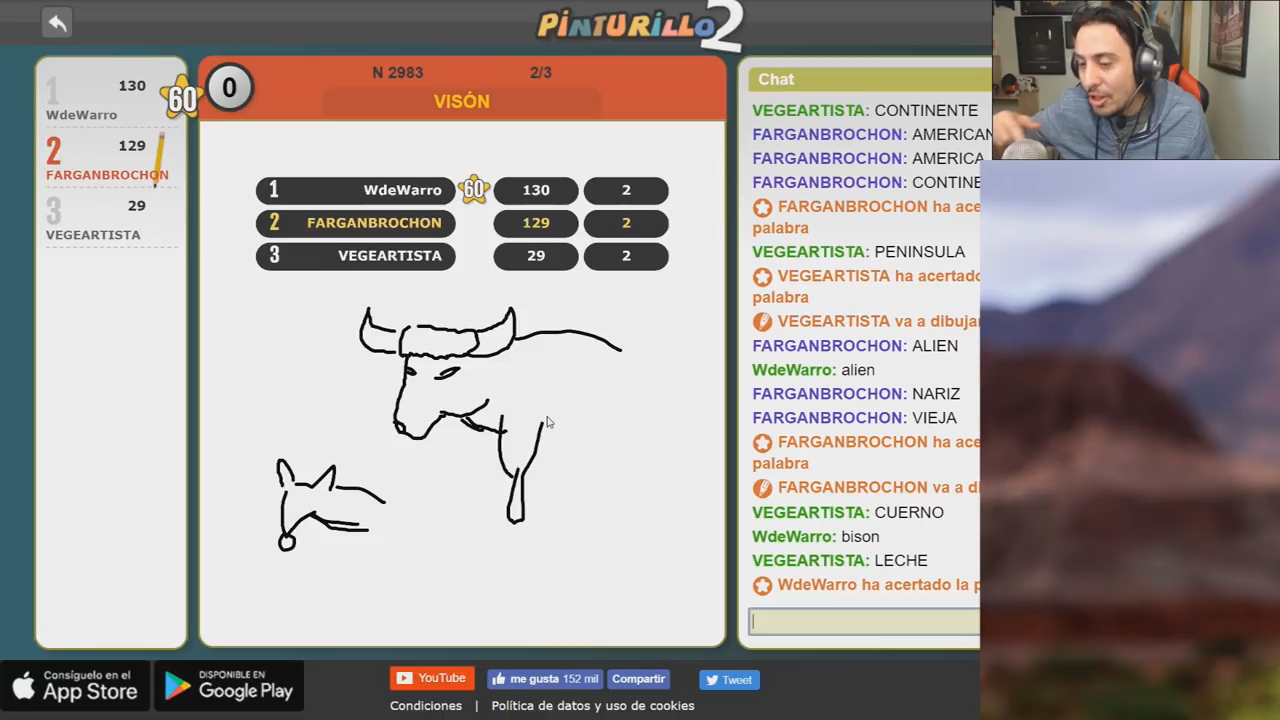 PiNTURiLLO 2
1 130
WdeWarro
60
2 129
FARGANBROCHON
3 29
VEGEARTISTA
0
N 2983 2/3
VISÓN
1 WdeWarro 60 130 2
2 FARGANBROCHON 129 2
3 VEGEARTISTA 29 2
Chat
VEGEARTISTA: CONTINENTE
FARGANBROCHON: AMERICAN
FARGANBROCHON: AMERICA
FARGANBROCHON: CONTINE
FARGANBROCHON ha ace
palabra
VEGEARTISTA: PENINSULA
VEGEARTISTA ha acertado
palabra
VEGEARTISTA va a dibujar
FARGANBROCHON: ALIEN
WdeWarro: alien
FARGANBROCHON: NARIZ
FARGANBROCHON: VIEJA
FARGANBROCHON ha ace
palabra
FARGANBROCHON va a di
VEGEARTISTA: CUERNO
WdeWarro: bison
VEGEARTISTA: LECHE
WdeWarro ha acertado la p
Consíguelo en el
App Store
DISPONIBLE EN
Google Play
YouTube
me gusta 152 mil
Compartir
Tweet
Condiciones
Política de datos y uso de cookies